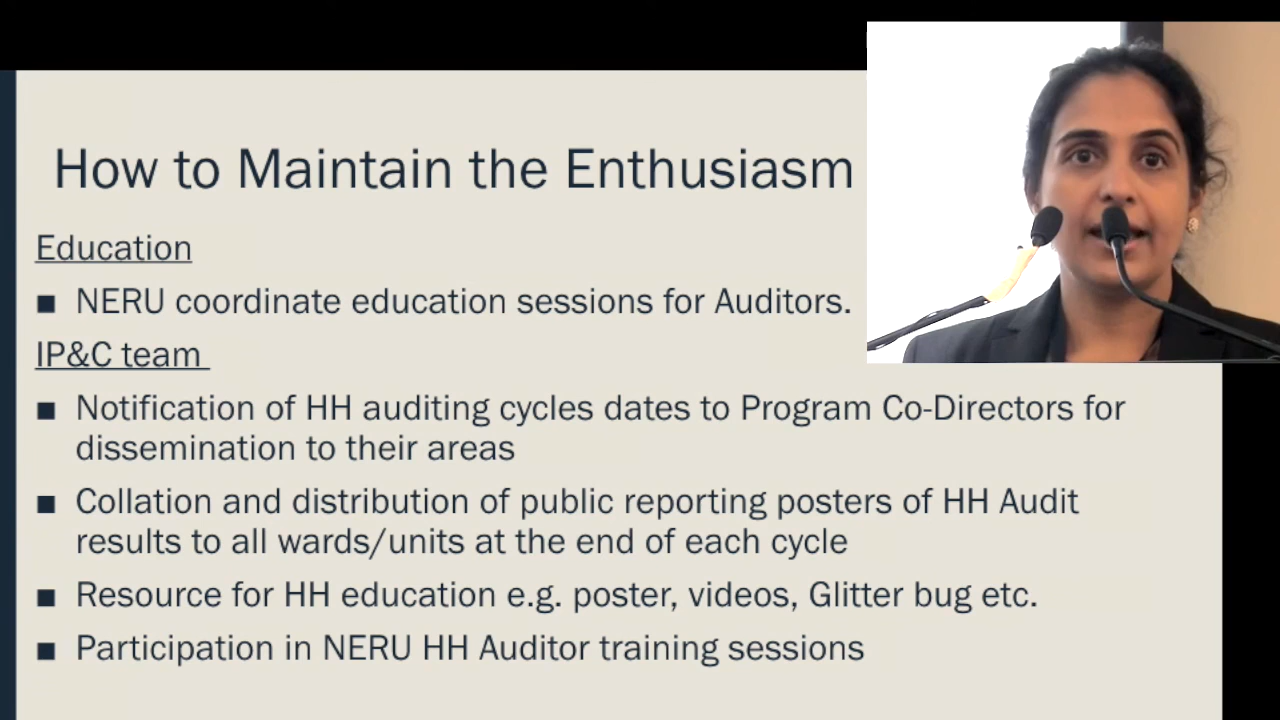 How to Maintain the Enthusiasm
Education
■ NERU coordinate education sessions for Auditors.
IP&C team
■ Notification of HH auditing cycles dates to Program Co-Directors for
dissemination to their areas
■ Collation and distribution of public reporting posters of HH Audit
results to all wards/units at the end of each cycle
■ Resource for HH education e.g. poster, videos, Glitter bug etc.
■ Participation in NERU HH Auditor training sessions